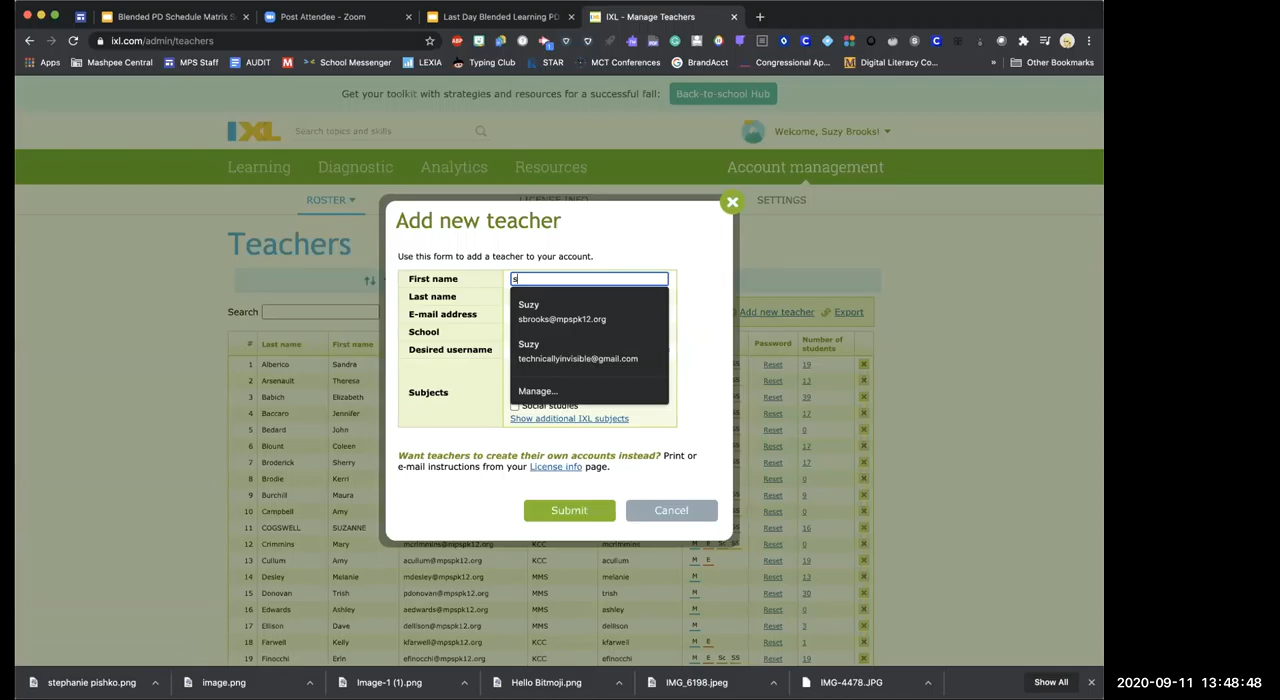 Blended PD Schedule Matrix S
Post Attendee - Zoom
Last Day Blended Learning PD
IXL - Manage Teachers
ixl.com/admin/teachers
Apps
Mashpee Central
MPS Staff
AUDIT
School Messenger
LEXIA
Typing Club
STAR
MCT Conferences
BrandAcct
Congressional Ap...
Digital Literacy Co...
»
Other Bookmarks
Get your toolkit with strategies and resources for a successful fall:
Back-to-school Hub
IXL
Search topics and skills
Welcome, Suzy Brooks!
Learning
Diagnostic
Analytics
Resources
Account management
ROSTER
LICENSE INFO
SETTINGS
Teachers
Search
Add new teacher
Export
Add new teacher
Use this form to add a teacher to your account.
First name
s
Last name
E-mail address
School
Desired username
Subjects
Suzy
sbrooks@mpspk12.org
Suzy
technicallyinvisible@gmail.com
Manage...
Social studies
Show additional IXL subjects
Want teachers to create their own accounts instead? Print or
e-mail instructions from your License info page.
Submit
Cancel
# Last name First name Password Number of students
1 Alberico Sandra Reset 19
2 Arsenault Theresa Reset 13
3 Babich Elizabeth Reset 39
4 Baccaro Jennifer Reset 17
5 Bedard John Reset 0
6 Blount Coleen Reset 17
7 Broderick Sherry Reset 17
8 Brodie Kerri Reset 0
9 Burchill Maura Reset 9
10 Campbell Amy Reset 0
11 COGSWELL SUZANNE Reset 16
12 Crimmins Mary mcrimmins@mpspk12.org KCC mcrimmins M E Sc SS Reset 0
13 Cullum Amy acullum@mpspk12.org KCC acullum M E Reset 19
14 Desley Melanie mdesley@mpspk12.org MMS melanie M Reset 13
15 Donovan Trish pdonovan@mpspk12.org MMS trish M Reset 30
16 Edwards Ashley aedwards@mpspk12.org MMS ashley M Reset 0
17 Ellison Dave dellison@mpspk12.org MMS dellison M Reset 3
18 Farwell Kelly kfarwell@mpspk12.org KCC kfarwell M E Reset 1
19 Finocchi Erin efinocchi@mpspk12.org KCC efinocchi M E Sc SS Reset 19
stephanie pishko.png
image.png
Image-1 (1).png
Hello Bitmoji.png
IMG_6198.jpeg
IMG-4478.JPG
Show All
2020-09-11 13:48:48